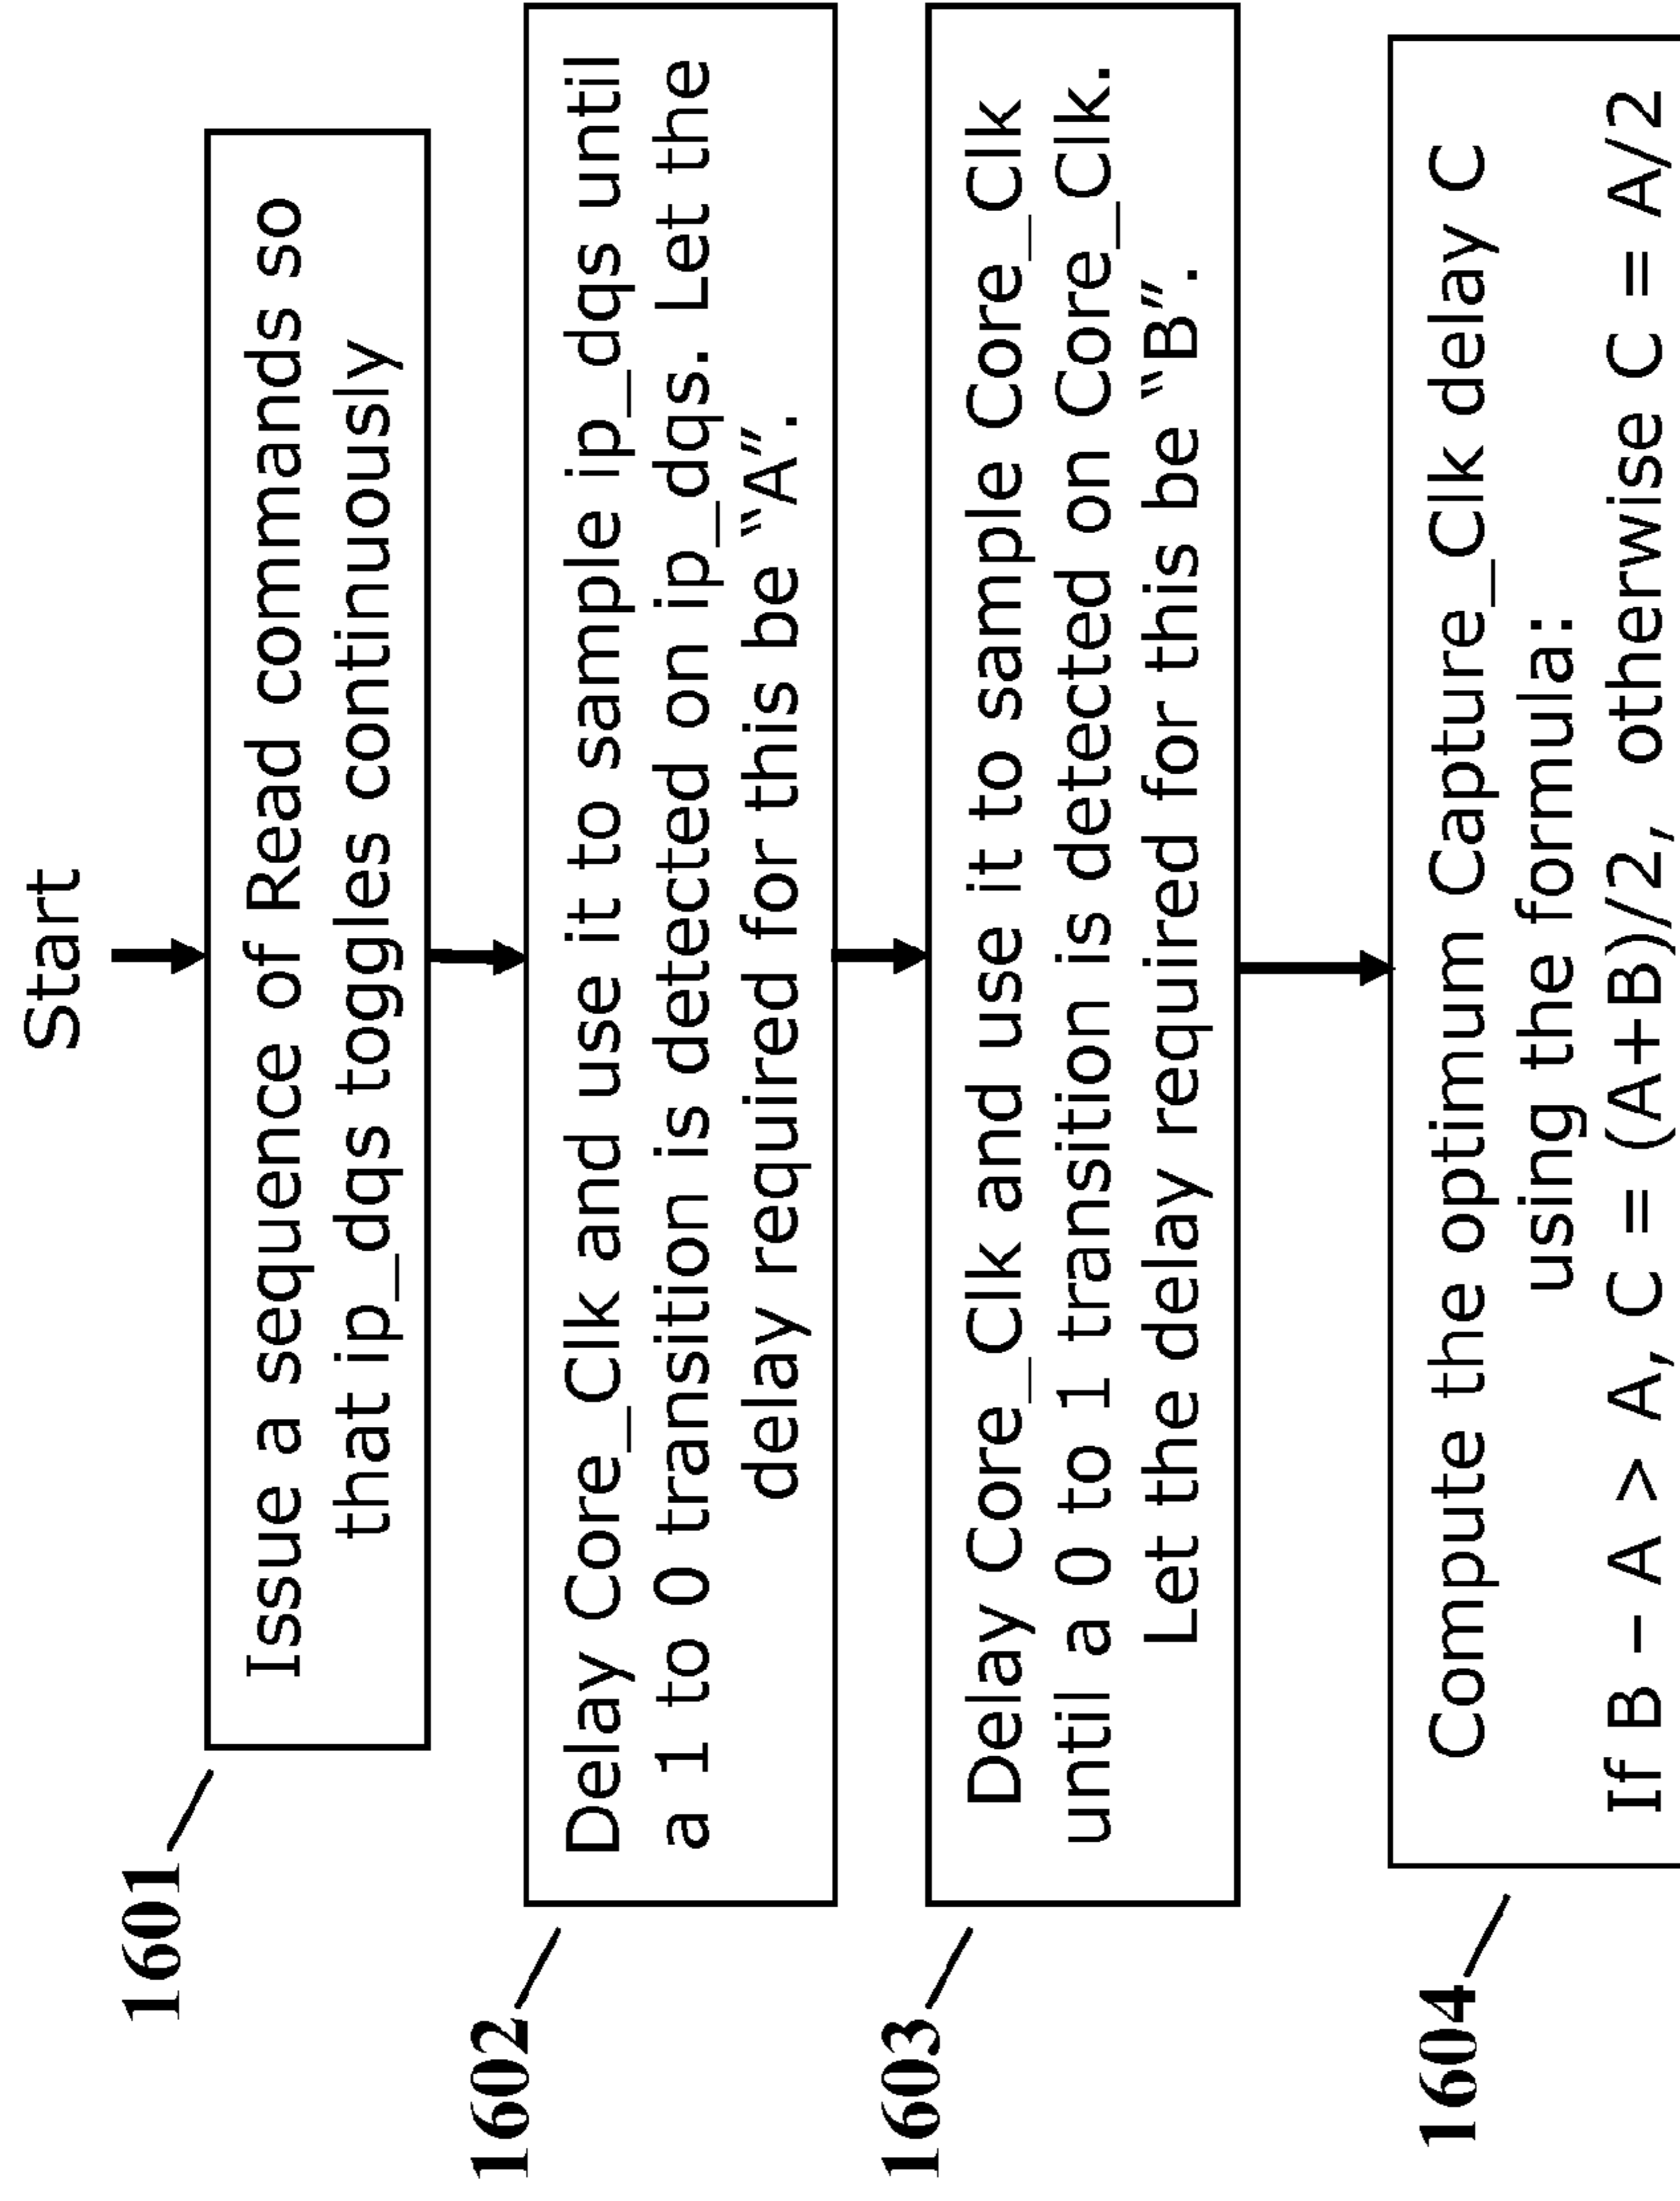 Start
1601
Issue a sequence of Read commands so
that ip_dqs toggles continuously
1602
Delay Core_Clk and use it to sample ip_dqs until
a 1 to 0 transition is detected on ip_dqs. Let the
delay required for this be “A”.
1603
Delay Core_Clk and use it to sample Core_Clk
until a 0 to 1 transition is detected on Core_Clk.
Let the delay required for this be “B”.
1604
Compute the optimum Capture_Clk delay C
using the formula:
If B – A > A, C = (A+B)/2, otherwise C = A/2